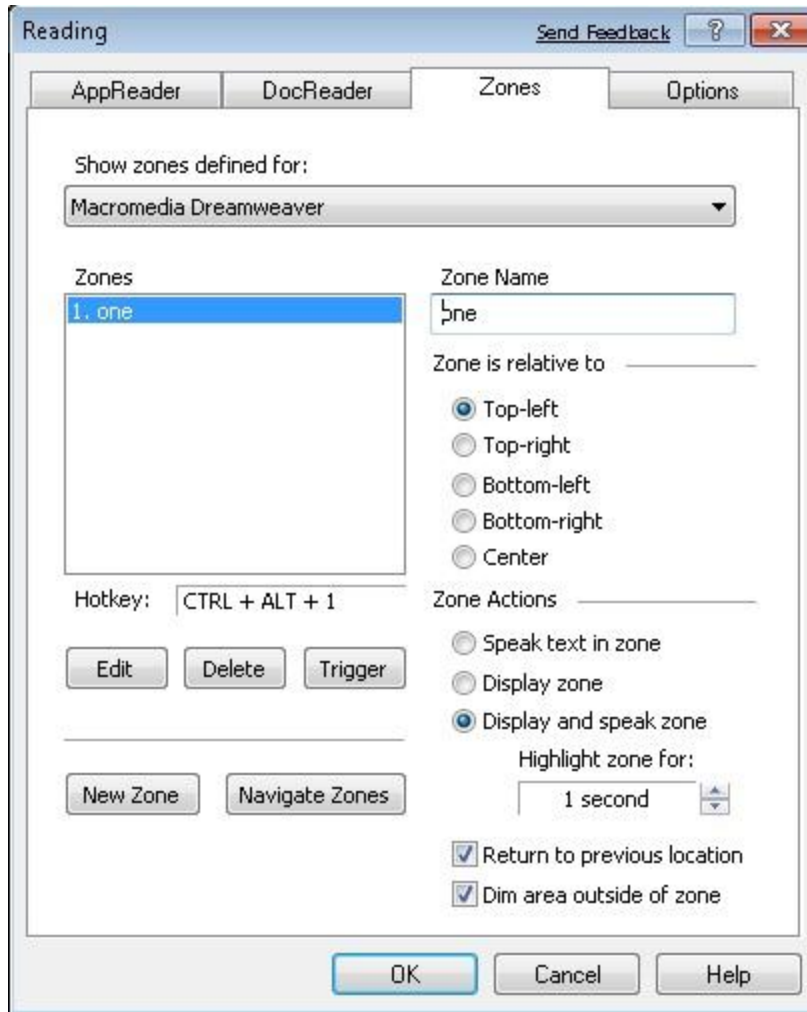 Reading Send Feedback ?
AppReader DocReader Zones Options
Show zones defined for:
Macromedia Dreamweaver
Zones
1. one
Hotkey: CTRL + ALT + 1
Edit Delete Trigger
New Zone Navigate Zones
Zone Name
one
Zone is relative to
Top-left
Top-right
Bottom-left
Bottom-right
Center
Zone Actions
Speak text in zone
Display zone
Display and speak zone
Highlight zone for:
1 second
Return to previous location
Dim area outside of zone
OK Cancel Help